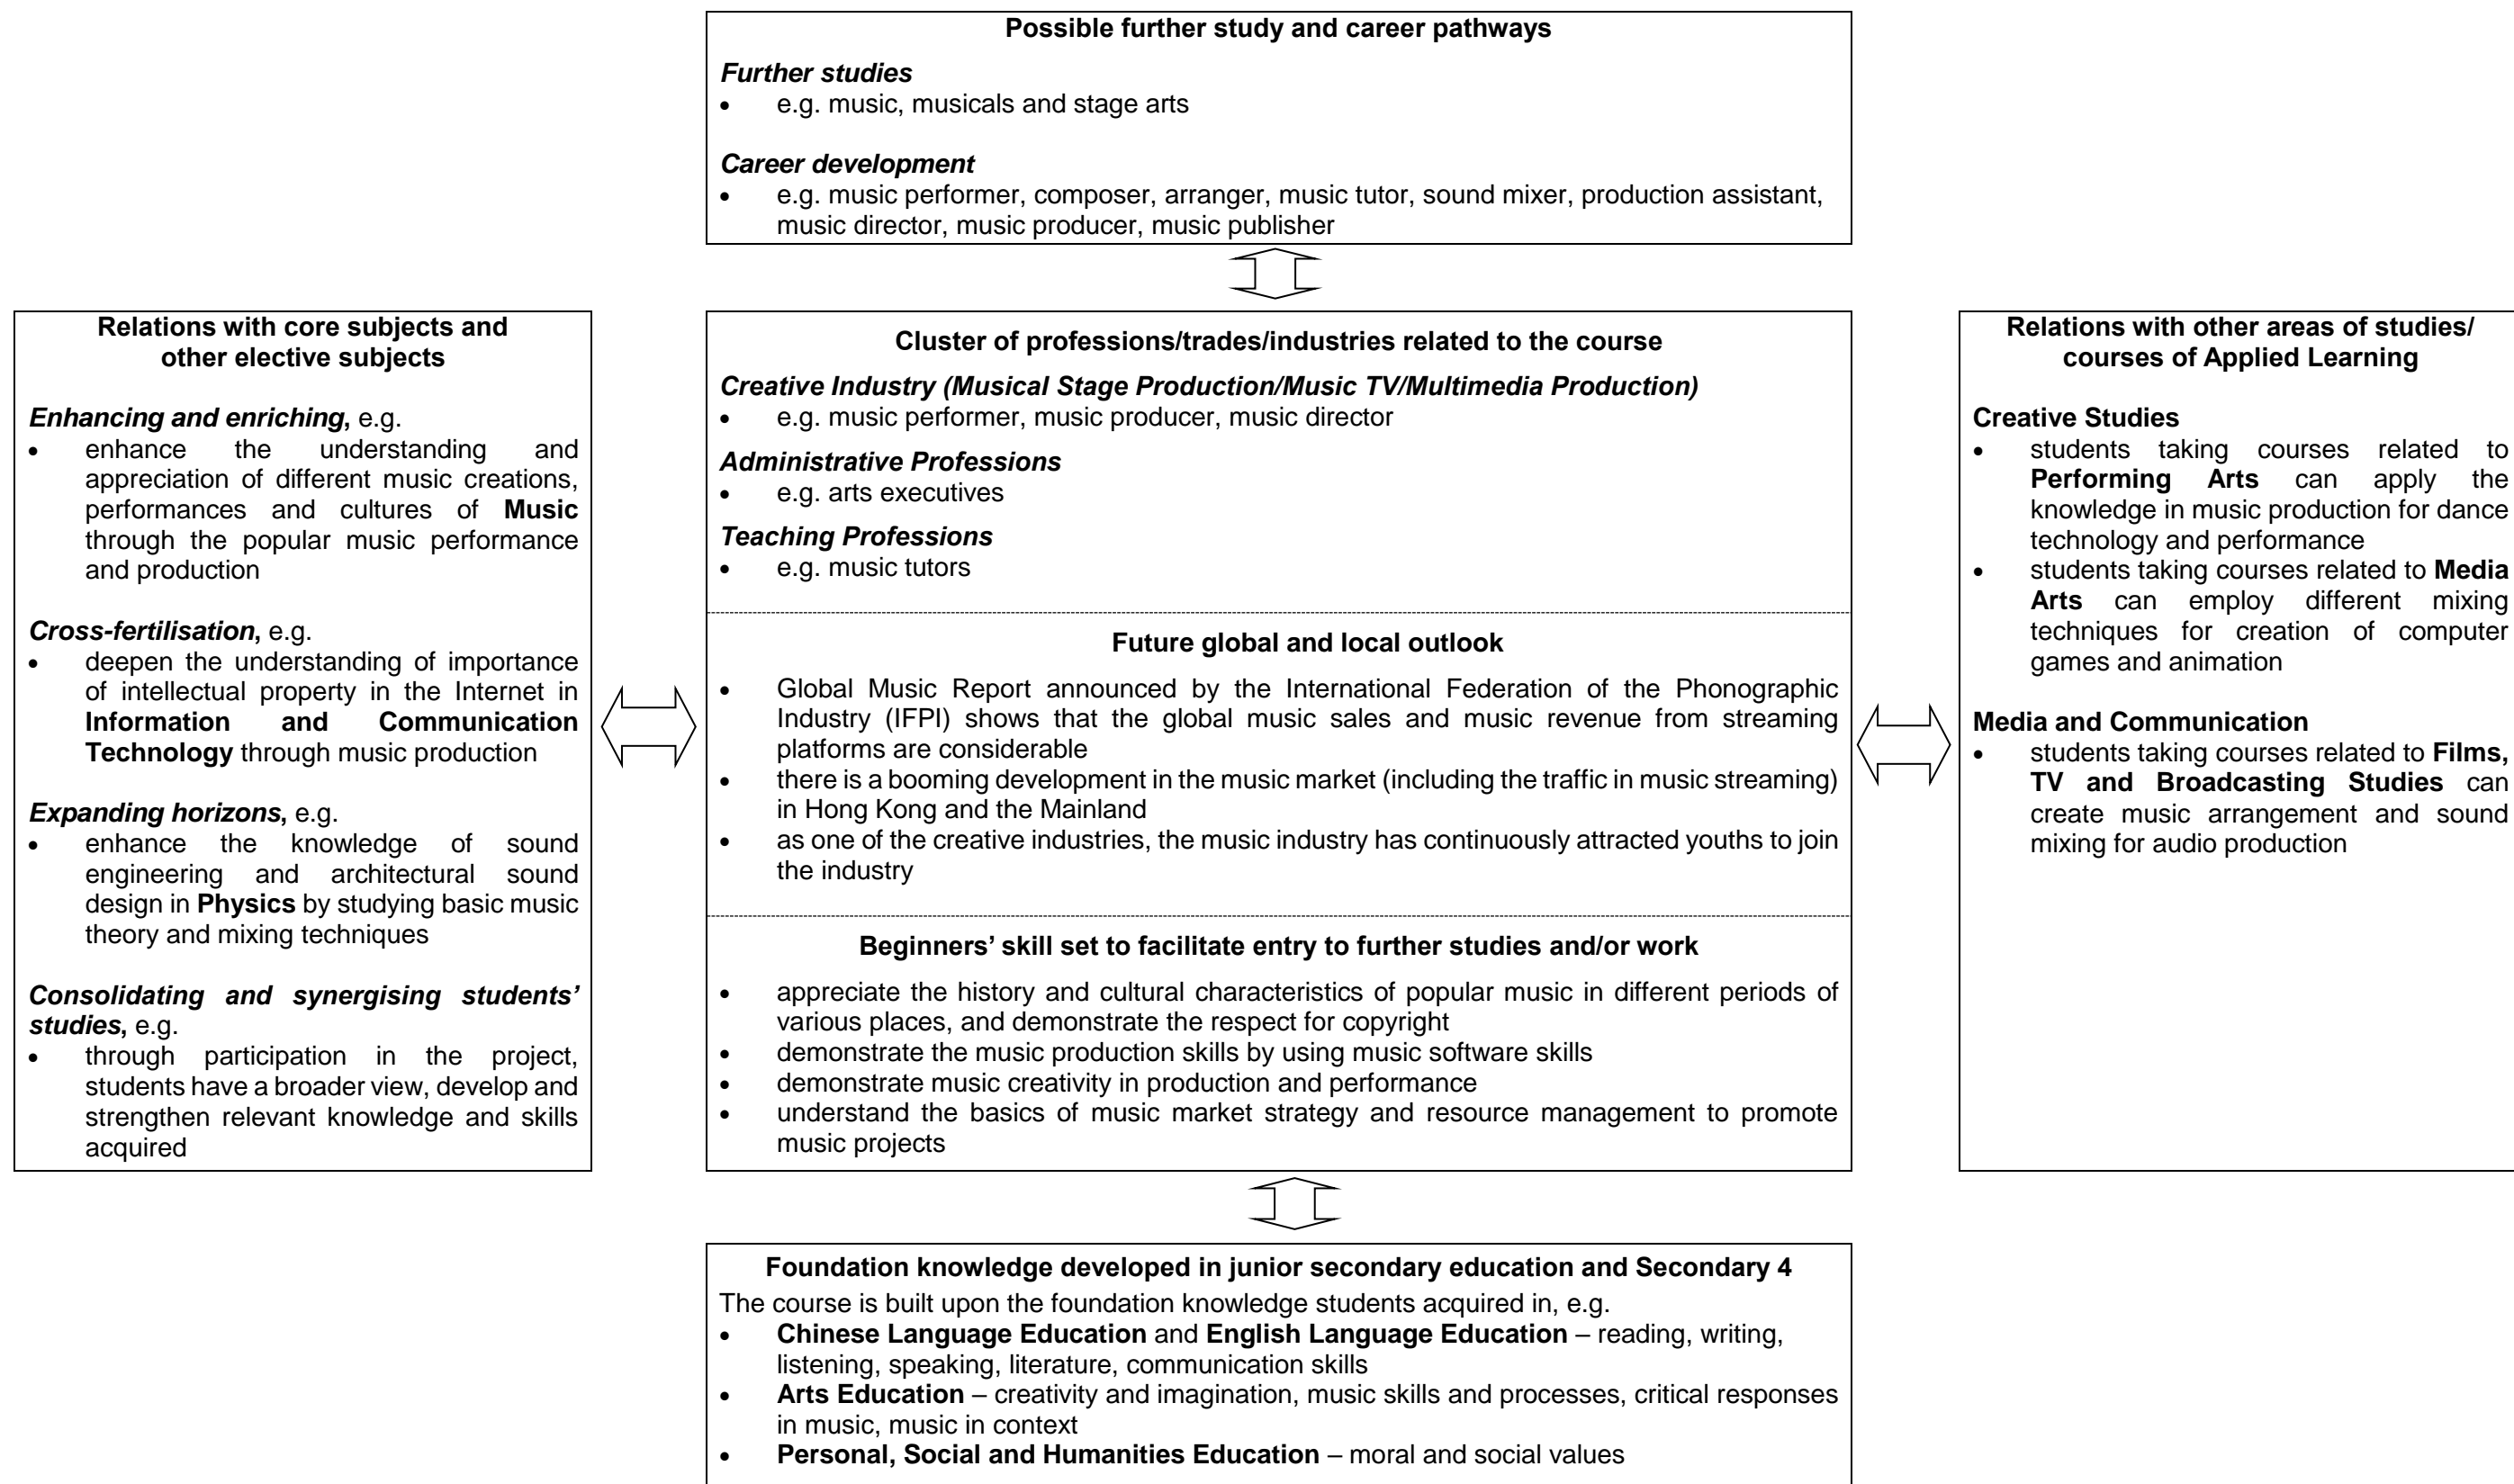 Possible further study and career pathways
Further studies
• e.g. music, musicals and stage arts
Career development
• e.g. music performer, composer, arranger, music tutor, sound mixer, production assistant,
music director, music producer, music publisher
Relations with core subjects and
other elective subjects
Enhancing and enriching, e.g.
• enhance the understanding and
appreciation of different music creations,
performances and cultures of Music
through the popular music performance
and production
Cross-fertilisation, e.g.
• deepen the understanding of importance
of intellectual property in the Internet in
Information and Communication
Technology through music production
Expanding horizons, e.g.
• enhance the knowledge of sound
engineering and architectural sound
design in Physics by studying basic music
theory and mixing techniques
Consolidating and synergising students’
studies, e.g.
• through participation in the project,
students have a broader view, develop and
strengthen relevant knowledge and skills
acquired
Cluster of professions/trades/industries related to the course
Creative Industry (Musical Stage Production/Music TV/Multimedia Production)
• e.g. music performer, music producer, music director
Administrative Professions
• e.g. arts executives
Teaching Professions
• e.g. music tutors
Future global and local outlook
• Global Music Report announced by the International Federation of the Phonographic
Industry (IFPI) shows that the global music sales and music revenue from streaming
platforms are considerable
• there is a booming development in the music market (including the traffic in music streaming)
in Hong Kong and the Mainland
• as one of the creative industries, the music industry has continuously attracted youths to join
the industry
Beginners’ skill set to facilitate entry to further studies and/or work
• appreciate the history and cultural characteristics of popular music in different periods of
various places, and demonstrate the respect for copyright
• demonstrate the music production skills by using music software skills
• demonstrate music creativity in production and performance
• understand the basics of music market strategy and resource management to promote
music projects
Relations with other areas of studies/
courses of Applied Learning
Creative Studies
• students taking courses related to
Performing Arts can apply the
knowledge in music production for dance
technology and performance
• students taking courses related to Media
Arts can employ different mixing
techniques for creation of computer
games and animation
Media and Communication
• students taking courses related to Films,
TV and Broadcasting Studies can
create music arrangement and sound
mixing for audio production
Foundation knowledge developed in junior secondary education and Secondary 4
The course is built upon the foundation knowledge students acquired in, e.g.
• Chinese Language Education and English Language Education – reading, writing,
listening, speaking, literature, communication skills
• Arts Education – creativity and imagination, music skills and processes, critical responses
in music, music in context
• Personal, Social and Humanities Education – moral and social values